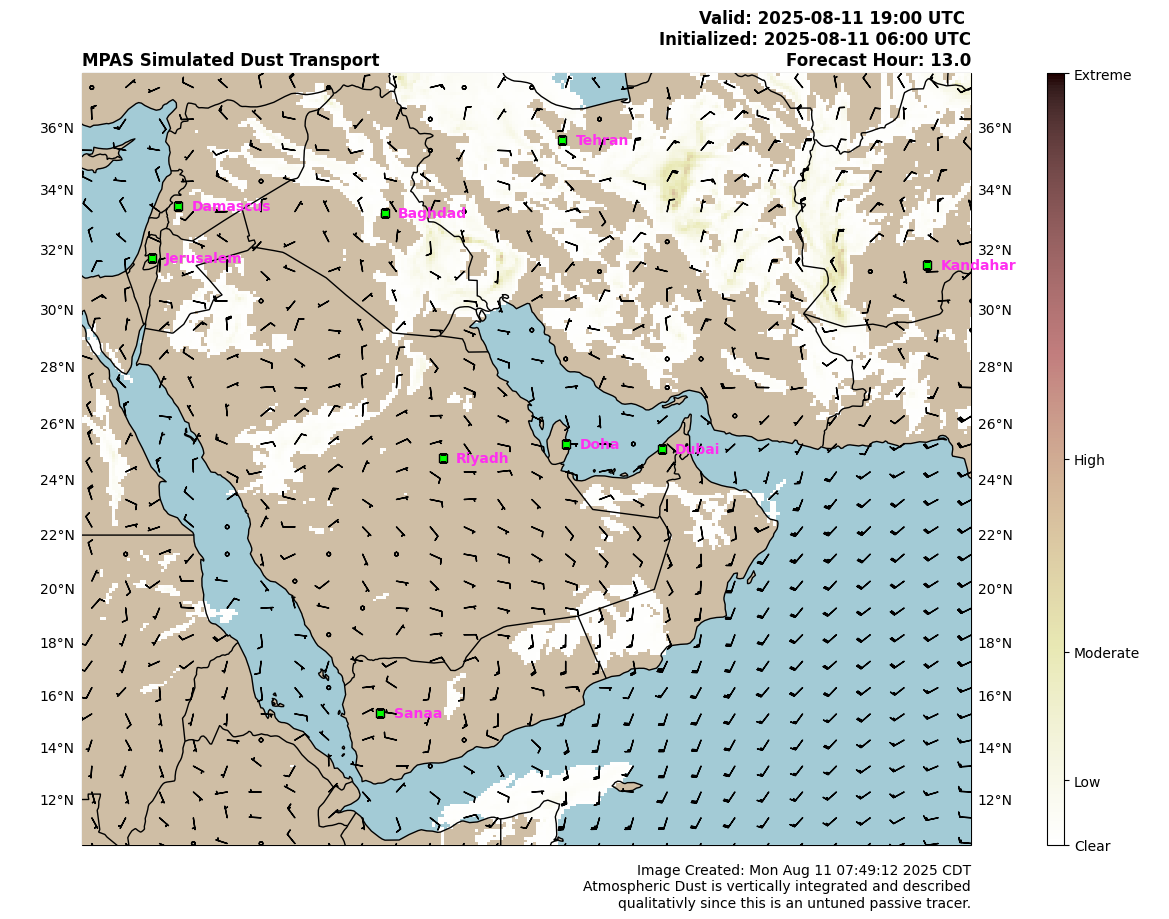 Valid: 2025-08-11 19:00 UTC
Initialized: 2025-08-11 06:00 UTC
MPAS Simulated Dust Transport Forecast Hour: 13.0
Extreme
36°N Tehran 36°N
34°N 34°N
Damascus Baghdad
32°N 32°N
Jerusalem Kandahar
30°N 30°N
28°N 28°N
26°N 26°N
Riyadh Doha Dubai High
24°N 24°N
22°N 22°N
20°N 20°N
18°N 18°N
Moderate
16°N 16°N
Sanaa
14°N 14°N
Low
12°N 12°N
Clear
Image Created: Mon Aug 11 07:49:12 2025 CDT
Atmospheric Dust is vertically integrated and described
qualitativly since this is an untuned passive tracer.